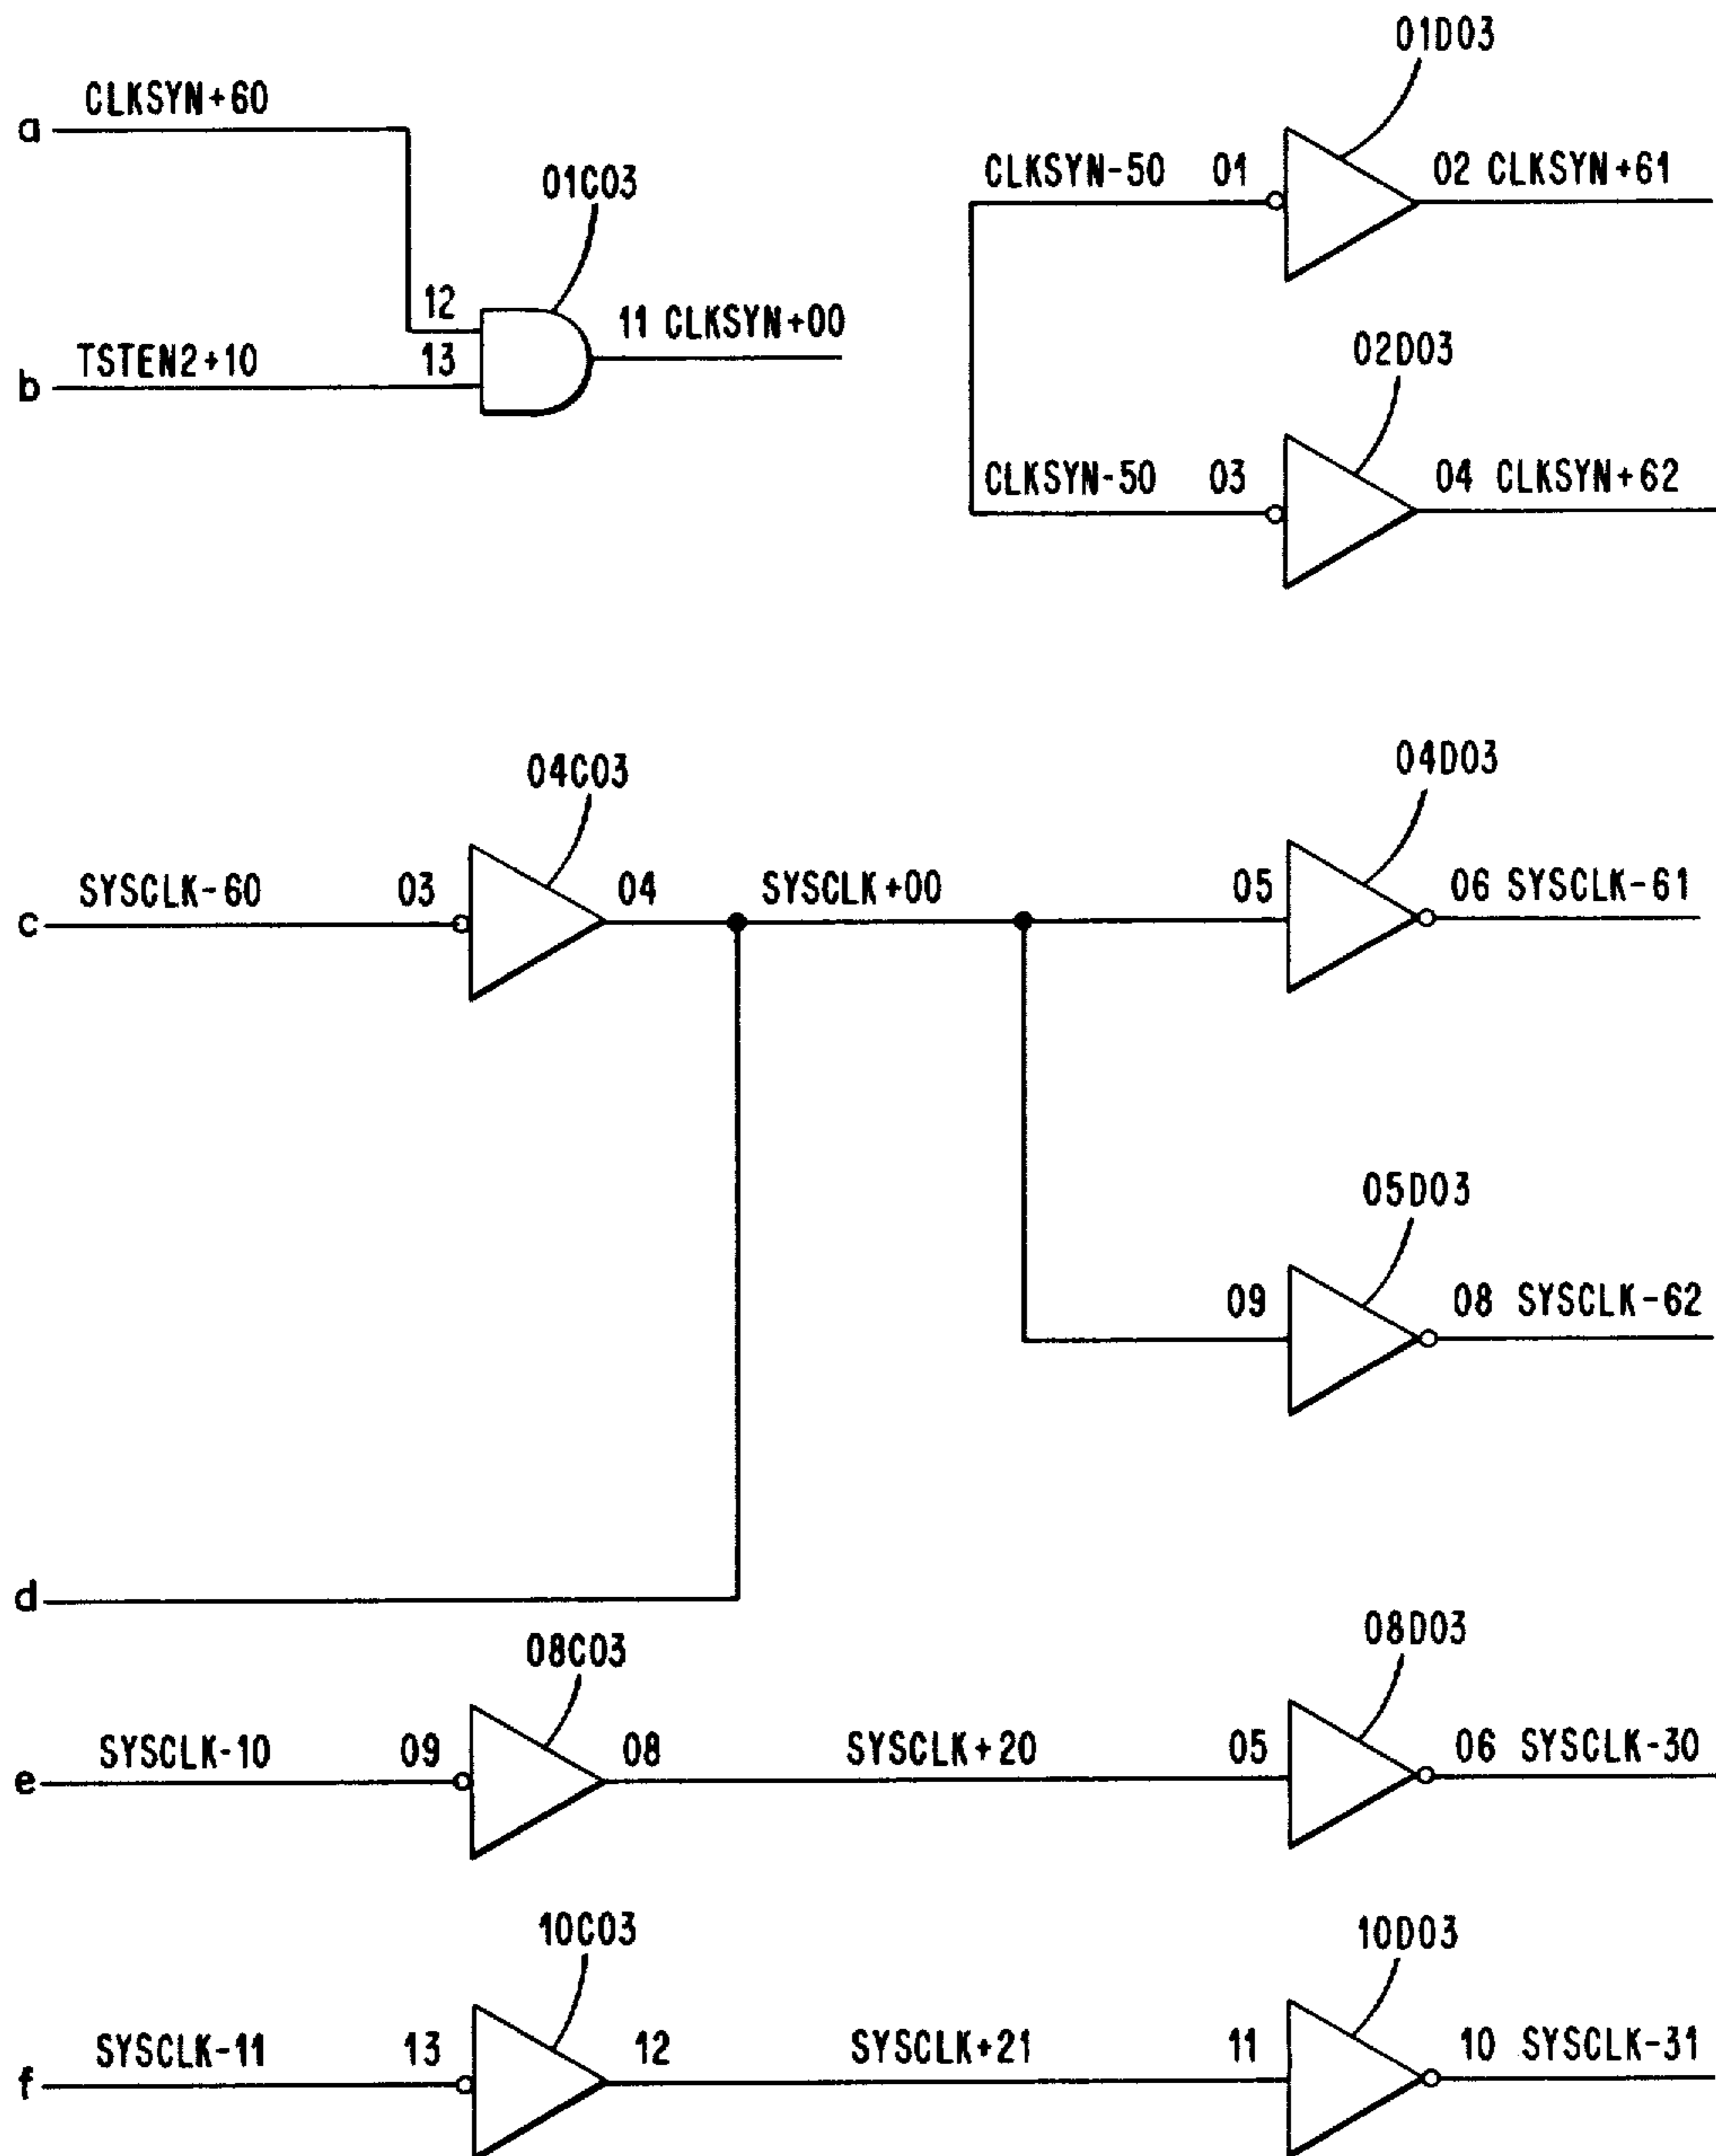 01D03
a CLKSYN+60
01C03
CLKSYN-50 01 02 CLKSYN+61
12
11 CLKSYN+00
b TSTEN2+10 13
02D03
CLKSYN-50 03 04 CLKSYN+62
04C03 04D03
c SYSCLK-60 03 04 SYSCLK+00 05 06 SYSCLK-61
05D03
09 08 SYSCLK-62
d
08C03 08D03
e SYSCLK-10 09 08 SYSCLK+20 05 06 SYSCLK-30
10C03 10D03
f SYSCLK-11 13 12 SYSCLK+21 11 10 SYSCLK-31